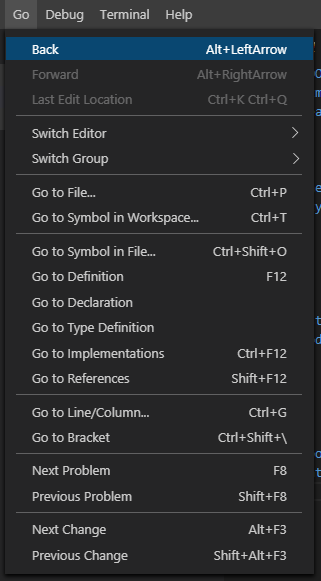 Go Debug Terminal Help
Back Alt+LeftArrow
Forward Alt+RightArrow
Last Edit Location Ctrl+K Ctrl+Q
Switch Editor
Switch Group
Go to File... Ctrl+P
Go to Symbol in Workspace... Ctrl+T
Go to Symbol in File... Ctrl+Shift+O
Go to Definition F12
Go to Declaration
Go to Type Definition
Go to Implementations Ctrl+F12
Go to References Shift+F12
Go to Line/Column... Ctrl+G
Go to Bracket Ctrl+Shift+\
Next Problem F8
Previous Problem Shift+F8
Next Change Alt+F3
Previous Change Shift+Alt+F3